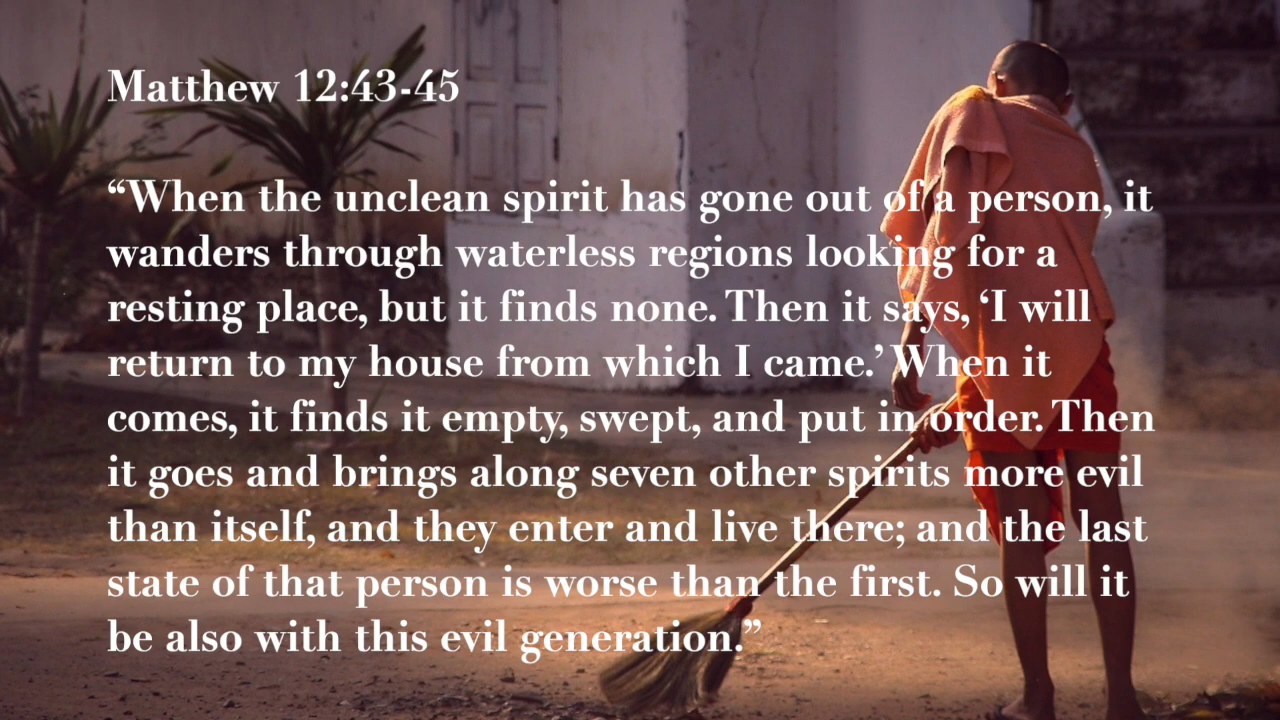 Matthew 12:43-45
“When the unclean spirit has gone out of a person, it
wanders through waterless regions looking for a
resting place, but it finds none. Then it says, ‘I will
return to my house from which I came.’ When it
comes, it finds it empty, swept, and put in order. Then
it goes and brings along seven other spirits more evil
than itself, and they enter and live there; and the last
state of that person is worse than the first. So will it
be also with this evil generation.”